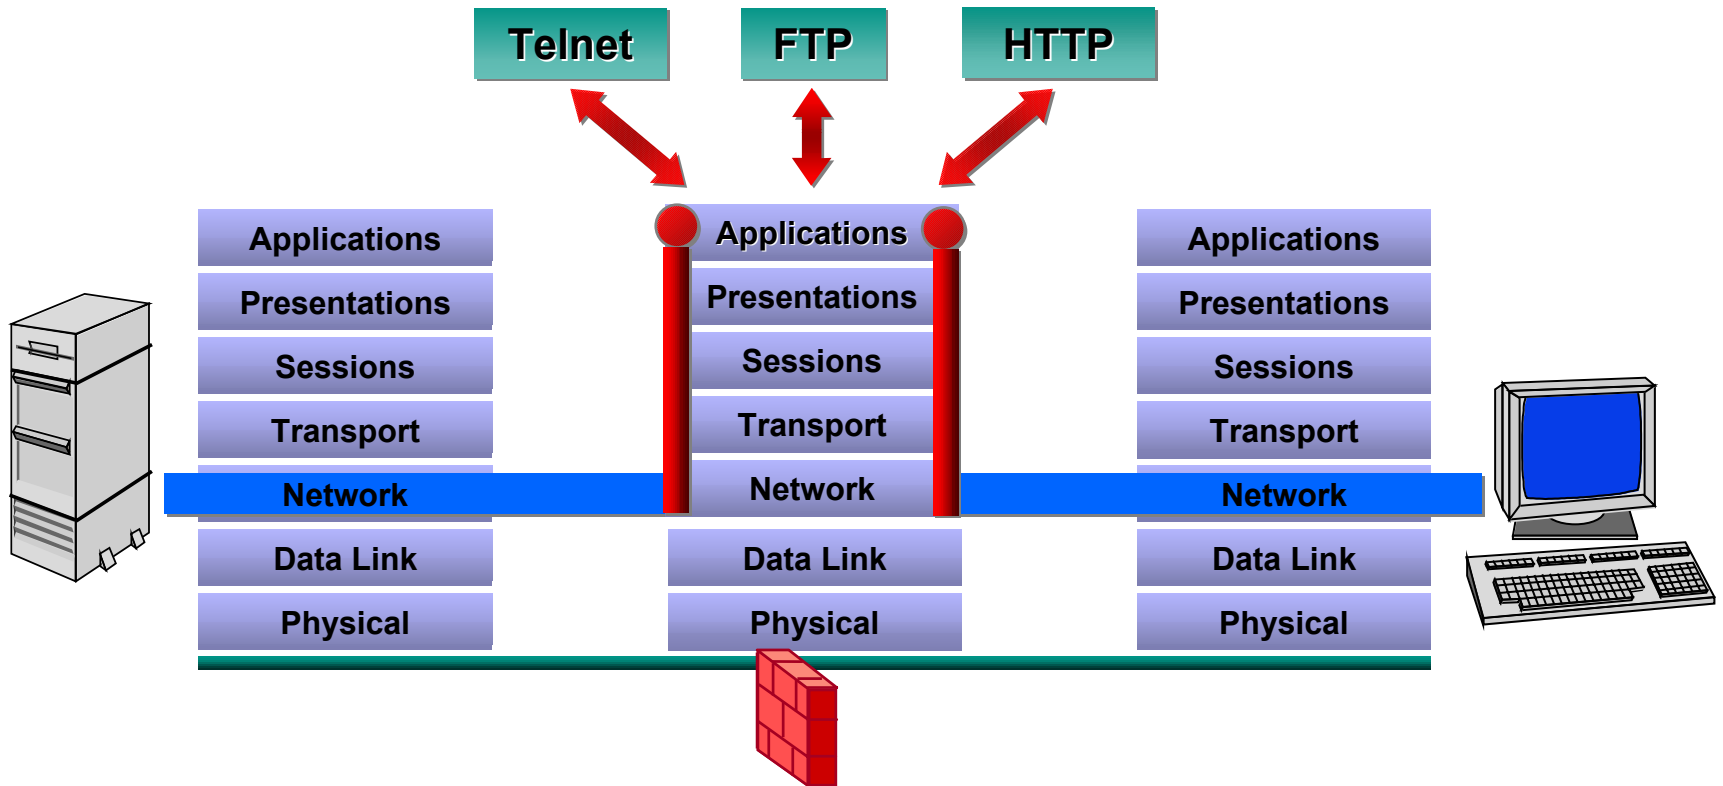 Telnet
FTP
HTTP
Applications
Presentations
Sessions
Transport
Network
Data Link
Physical
Applications
Presentations
Sessions
Transport
Network
Data Link
Physical
Applications
Presentations
Sessions
Transport
Network
Data Link
Physical